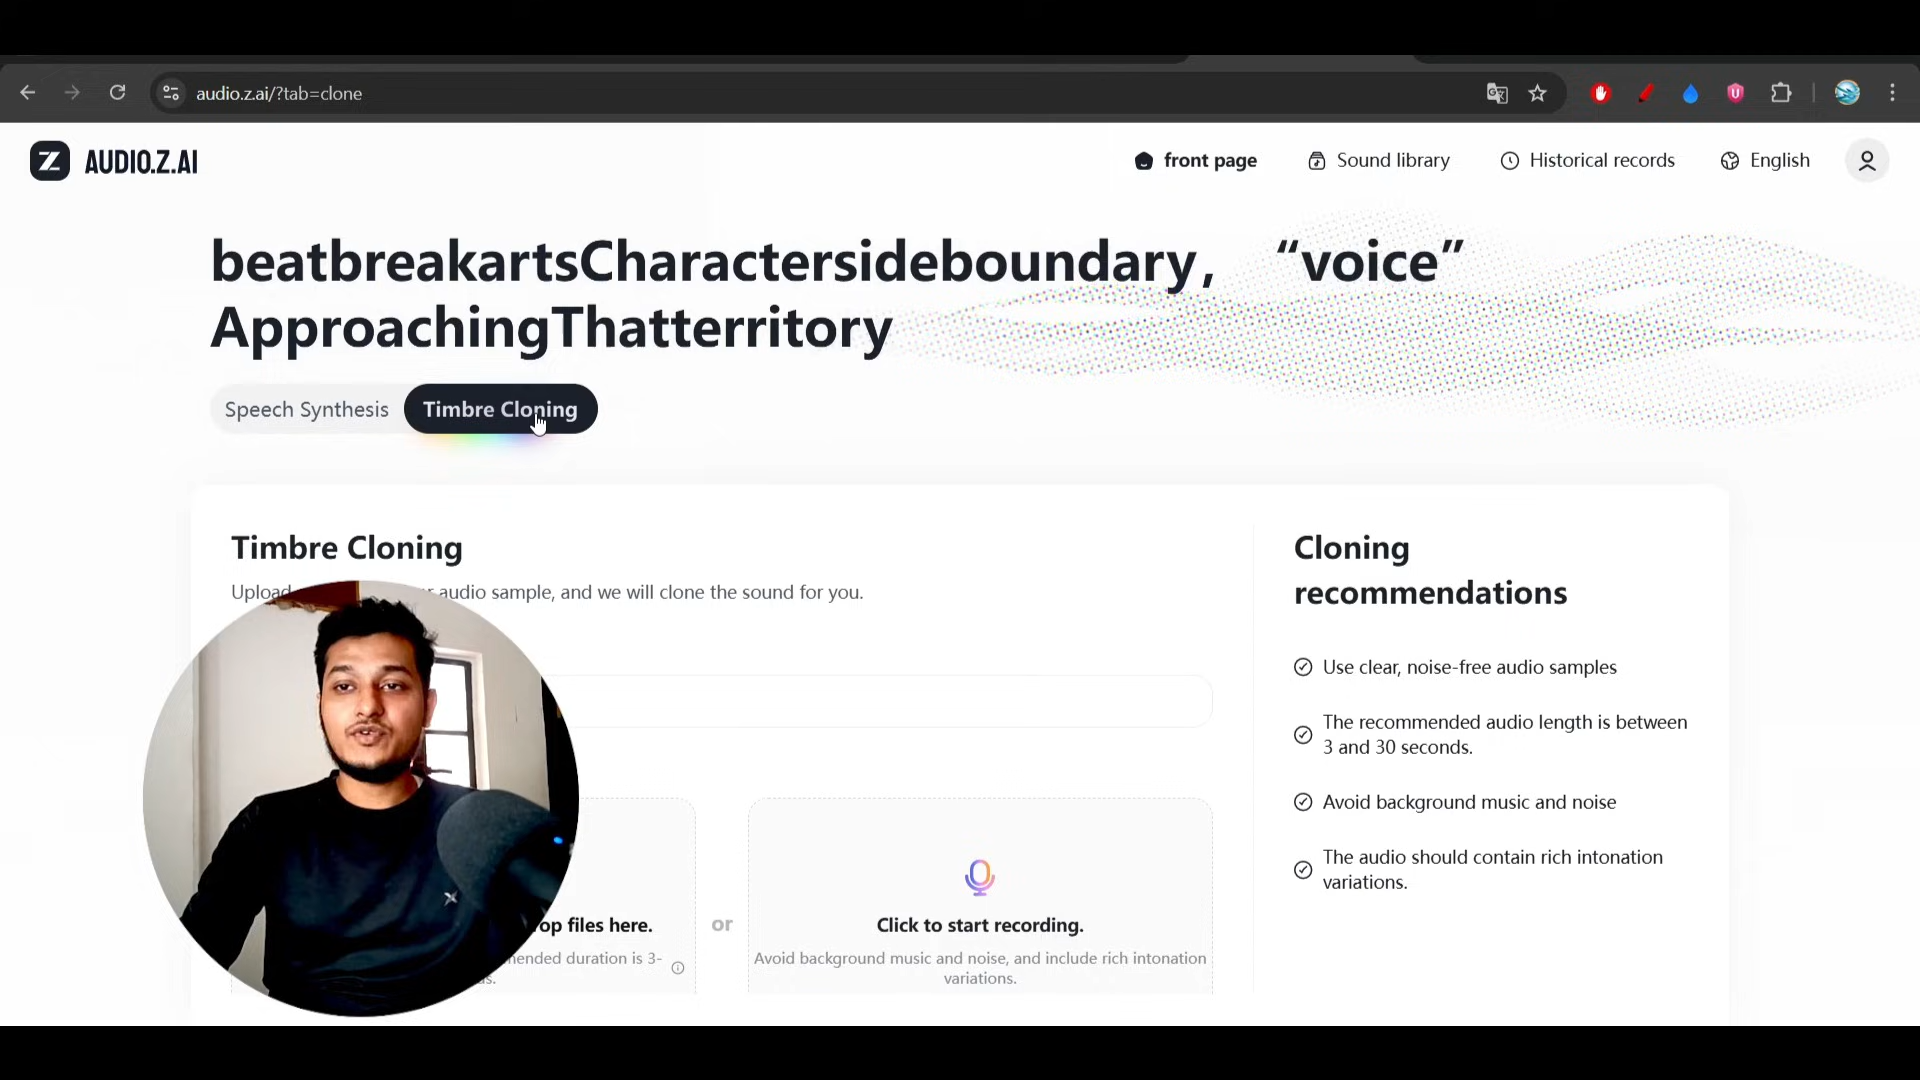 audio.z.ai/?tab=clone
Z AUDIO.Z.AI
front page
Sound library
Historical records
English
beatbreakartsCharactersideboundary， “voice”
ApproachingThatterritory
Speech Synthesis
Timbre Cloning
Timbre Cloning
Upload audio sample, and we will clone the sound for you.
op files here.
mended duration is 3-
or
Click to start recording.
Avoid background music and noise, and include rich intonation
variations.
Cloning
recommendations
Use clear, noise-free audio samples
The recommended audio length is between
3 and 30 seconds.
Avoid background music and noise
The audio should contain rich intonation
variations.